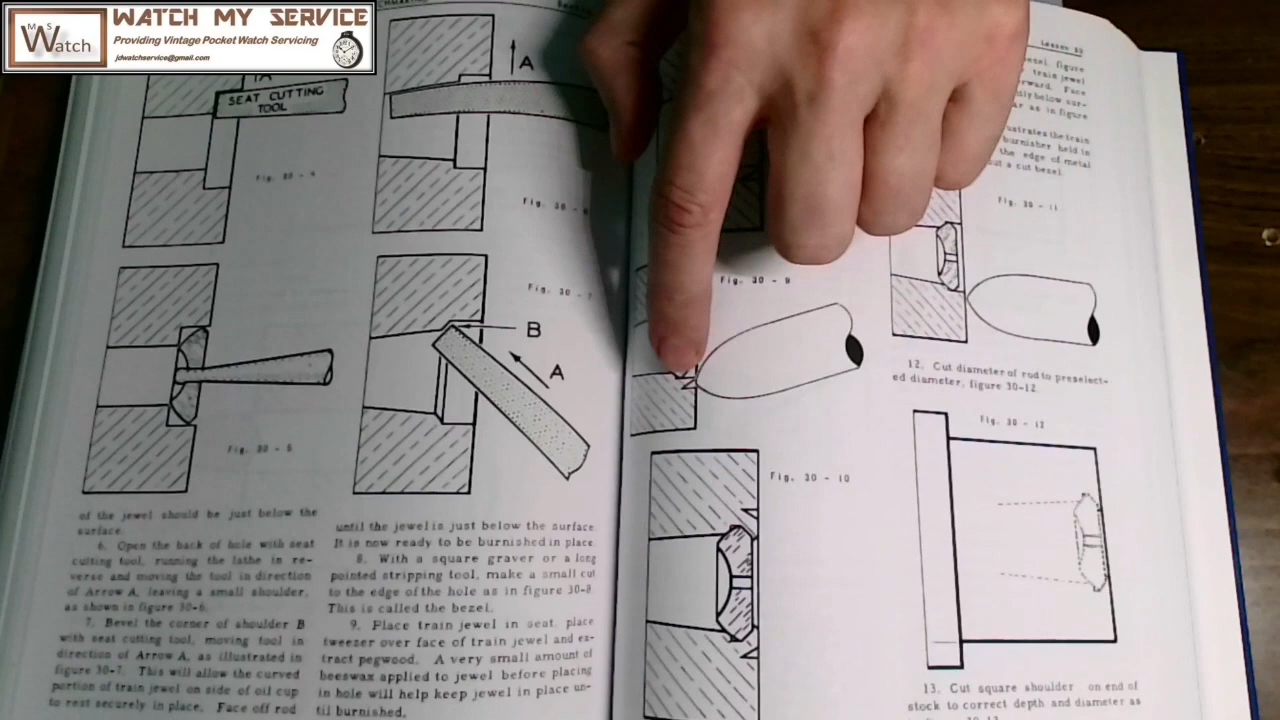 M S
Watch
WATCH MY SERVICE
Providing Vintage Pocket Watch Servicing
jdwatchservice@gmail.com
SEAT CUTTING
TOOL
A
B
A
Fig. 30 - 7
Fig. 30 - 5
of the jewel should be just below the
surface.
6. Open the back of hole with seat
cutting tool, running the lathe in re-
verse and moving the tool in direction
of Arrow A, leaving a small shoulder,
as shown in figure 30-6.
7. Bevel the corner of shoulder B
with seat cutting tool, moving tool in
direction of Arrow A, as illustrated in
figure 30-7. This will allow the curved
portion of train jewel on side of oil cup
to rest securely in place. Face off rod
until the jewel is just below the surface.
It is now ready to be burnished in place.
8. With a square graver or a long
pointed stripping tool, make a small cut
to the edge of the hole as in figure 30-8.
This is called the bezel.
9. Place train jewel in seat, place
tweezer over face of train jewel and ex-
tract pegwood. A very small amount of
beeswax applied to jewel before placing
in hole will help keep jewel in place un-
til burnished.
Fig. 30 - 9
Fig. 30 - 10
bezel, figure
train jewel
Face
below sur-
as in figure
the train
burnisher held in
the edge of metal
a cut bezel.
Fig. 30 - 11
12. Cut diameter of rod to preselect-
ed diameter, figure 30-12.
Fig. 30 - 12
13. Cut square shoulder on end of
stock to correct depth and diameter as